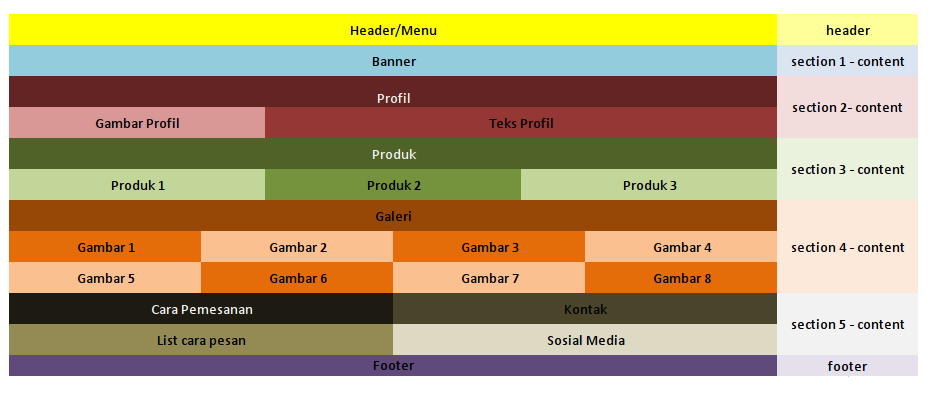 Header/Menu header
Banner section 1 - content
Profil section 2- content
Gambar Profil Teks Profil
Produk section 3 - content
Produk 1 Produk 2 Produk 3
Galeri
Gambar 1 Gambar 2 Gambar 3 Gambar 4 section 4 - content
Gambar 5 Gambar 6 Gambar 7 Gambar 8
Cara Pemesanan Kontak section 5 - content
List cara pesan Sosial Media
Footer footer